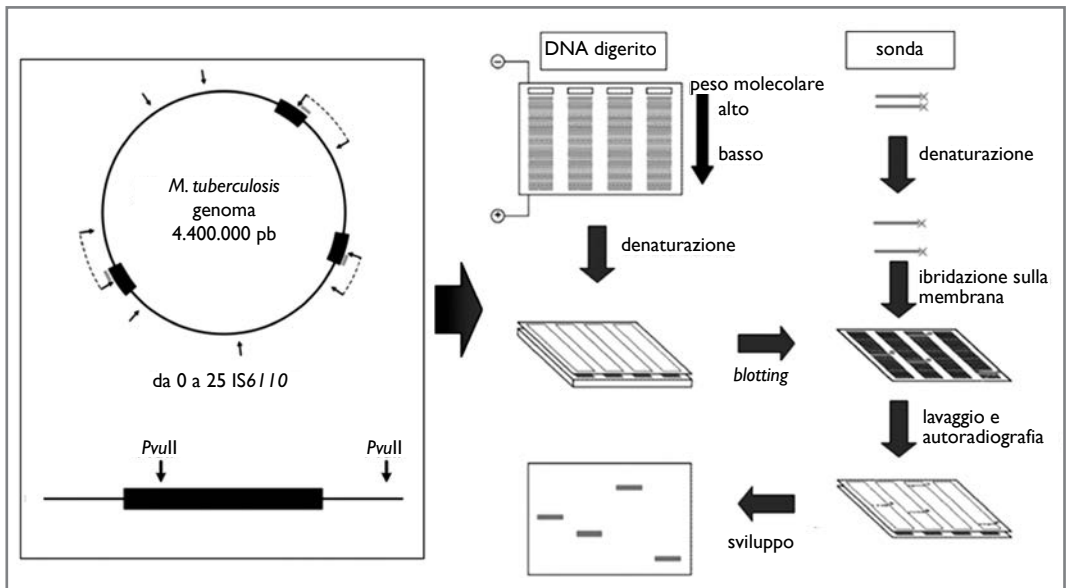 M. tuberculosis
genoma
4.400.000 pb
da 0 a 25 IS6110
PvuII
PvuII
DNA digerito
−
+
peso molecolare
alto
basso
denaturazione
blotting
sonda
denaturazione
ibridazione sulla
membrana
lavaggio e
autoradiografia
sviluppo